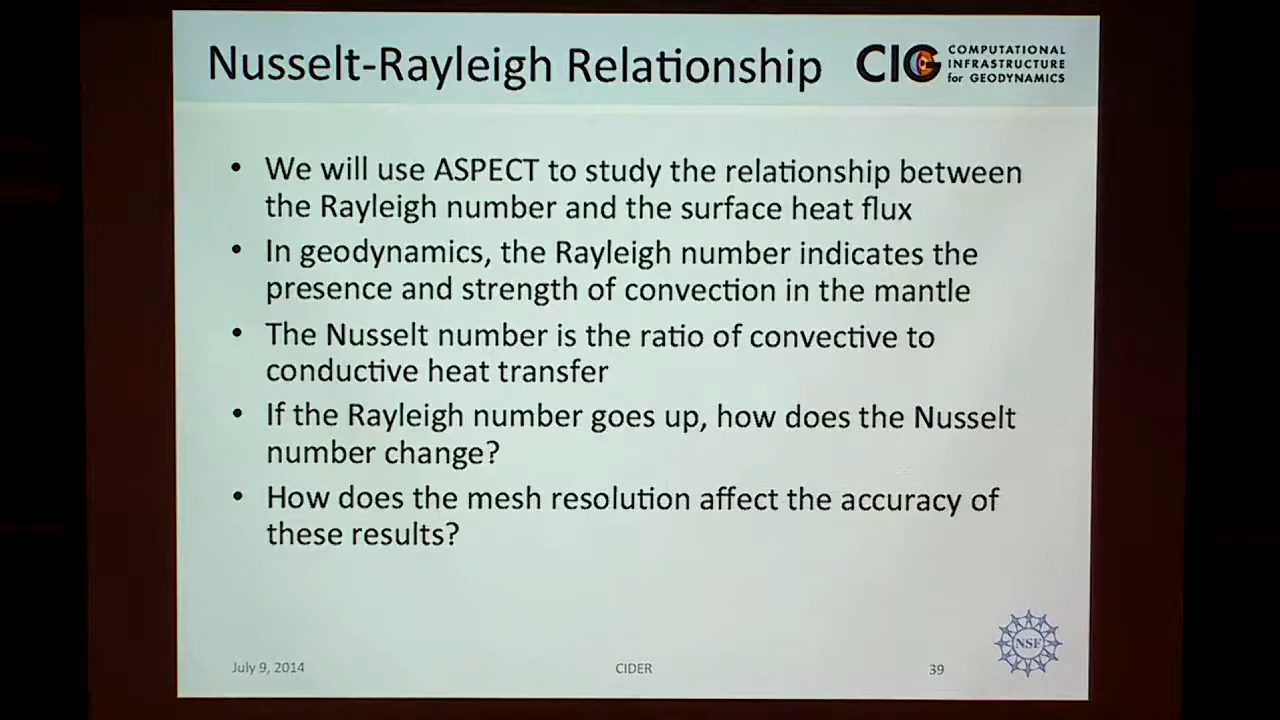 Nusselt-Rayleigh Relationship
CIG
COMPUTATIONAL
INFRASTRUCTURE
for GEODYNAMICS
• We will use ASPECT to study the relationship between
the Rayleigh number and the surface heat flux
• In geodynamics, the Rayleigh number indicates the
presence and strength of convection in the mantle
• The Nusselt number is the ratio of convective to
conductive heat transfer
• If the Rayleigh number goes up, how does the Nusselt
number change?
• How does the mesh resolution affect the accuracy of
these results?
July 9, 2014
CIDER
39
NSF